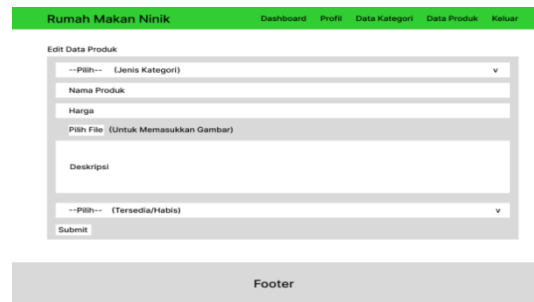 Rumah Makan Ninik Dashboard Profil Data Kategori Data Produk Keluar
Edit Data Produk
--Pilih-- (Jenis Kategori) v
Nama Produk
Harga
Pilih File (Untuk Memasukkan Gambar)
Deskripsi
--Pilih-- (Tersedia/Habis) v
Submit
Footer